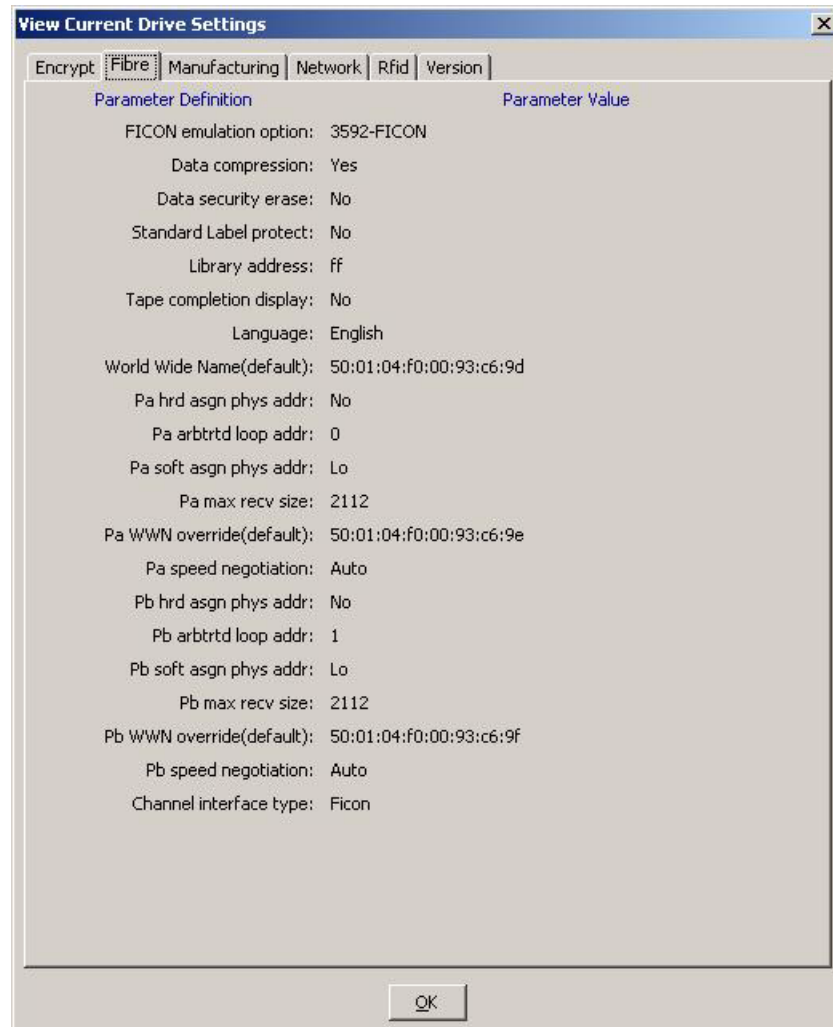 View Current Drive Settings
Encrypt Fibre Manufacturing Network Rfid Version
Parameter Definition Parameter Value
FICON emulation option: 3592-FICON
Data compression: Yes
Data security erase: No
Standard Label protect: No
Library address: ff
Tape completion display: No
Language: English
World Wide Name(default): 50:01:04:f0:00:93:c6:9d
Pa hrd asgn phys addr: No
Pa arbtrtd loop addr: 0
Pa soft asgn phys addr: Lo
Pa max recv size: 2112
Pa WWN override(default): 50:01:04:f0:00:93:c6:9e
Pa speed negotiation: Auto
Pb hrd asgn phys addr: No
Pb arbtrtd loop addr: 1
Pb soft asgn phys addr: Lo
Pb max recv size: 2112
Pb WWN override(default): 50:01:04:f0:00:93:c6:9f
Pb speed negotiation: Auto
Channel interface type: Ficon
OK